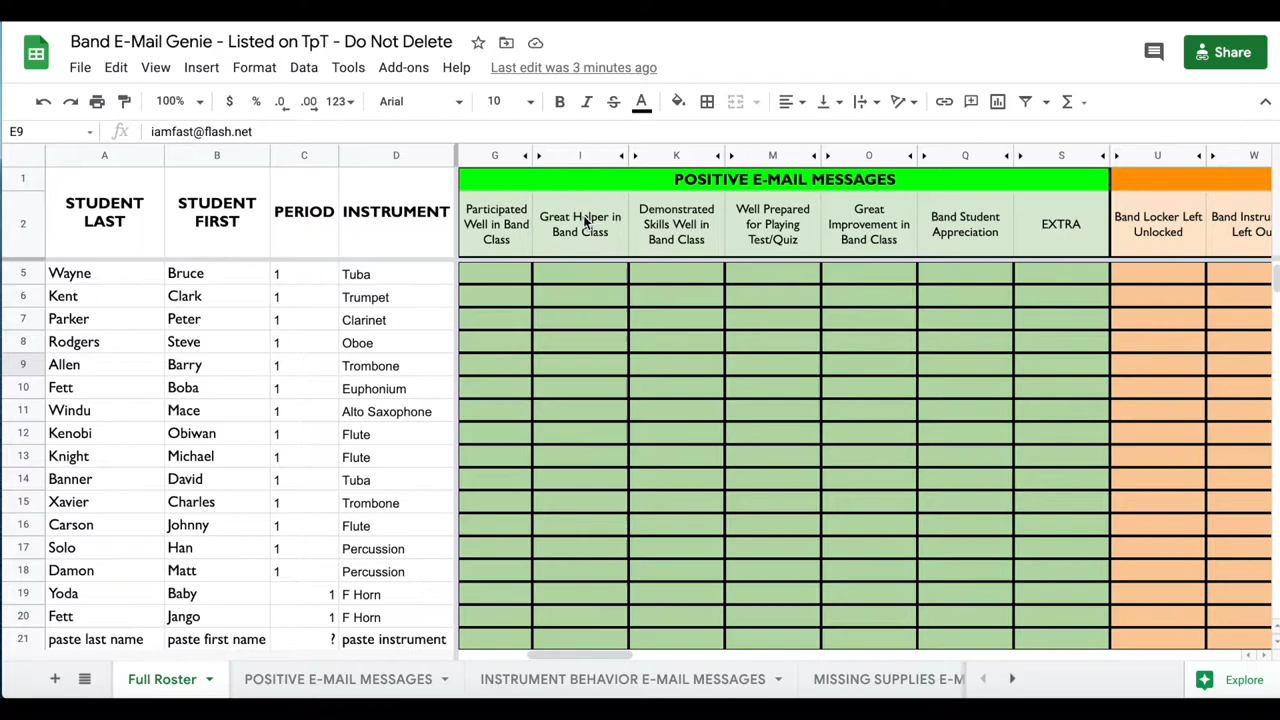 Band E-Mail Genie - Listed on TpT - Do Not Delete
File Edit View Insert Format Data Tools Add-ons Help Last edit was 3 minutes ago
Share
100% $ % .0 .00 123 Arial 10 B I S A
E9 fx iamfast@flash.net
A B C D G I K M O Q S U W
1 POSITIVE E-MAIL MESSAGES
2 STUDENT LAST STUDENT FIRST PERIOD INSTRUMENT Participated Well in Band Class Great Helper in Band Class Demonstrated Skills Well in Band Class Well Prepared for Playing Test/Quiz Great Improvement in Band Class Band Student Appreciation EXTRA Band Locker Left Unlocked Band Instru Left Ou
5 Wayne Bruce 1 Tuba
6 Kent Clark 1 Trumpet
7 Parker Peter 1 Clarinet
8 Rodgers Steve 1 Oboe
9 Allen Barry 1 Trombone
10 Fett Boba 1 Euphonium
11 Windu Mace 1 Alto Saxophone
12 Kenobi Obiwan 1 Flute
13 Knight Michael 1 Flute
14 Banner David 1 Tuba
15 Xavier Charles 1 Trombone
16 Carson Johnny 1 Flute
17 Solo Han 1 Percussion
18 Damon Matt 1 Percussion
19 Yoda Baby 1 F Horn
20 Fett Jango 1 F Horn
21 paste last name paste first name ? paste instrument
Full Roster POSITIVE E-MAIL MESSAGES INSTRUMENT BEHAVIOR E-MAIL MESSAGES MISSING SUPPLIES E-M Explore